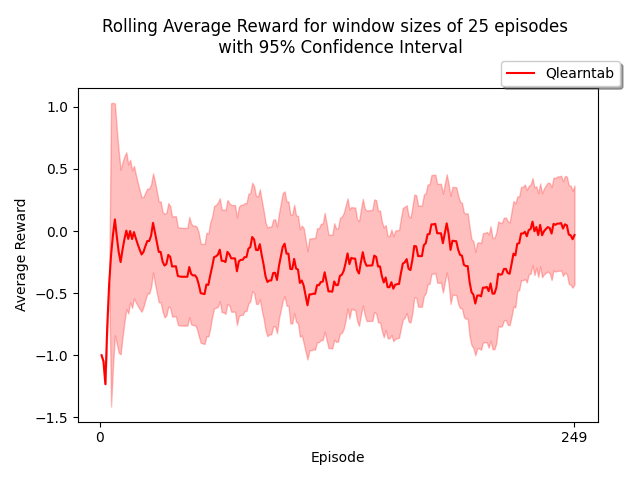 Rolling Average Reward for window sizes of 25 episodes
with 95% Confidence Interval
Qlearntab
1.0
0.5
0.0
−0.5
−1.0
−1.5
Average Reward
0
249
Episode